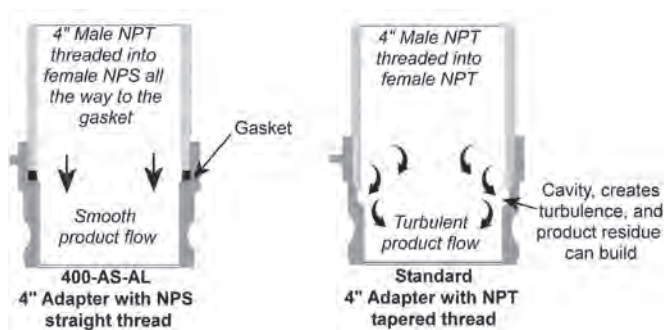 4" Male NPT
threaded into
female NPS all
the way to the
gasket
Gasket
Smooth
product flow
400-AS-AL
4" Adapter with NPS
straight thread
4" Male NPT
threaded into
female NPT
Cavity, creates
turbulence, and
product residue
can build
Turbulent
product flow
Standard
4" Adapter with NPT
tapered thread